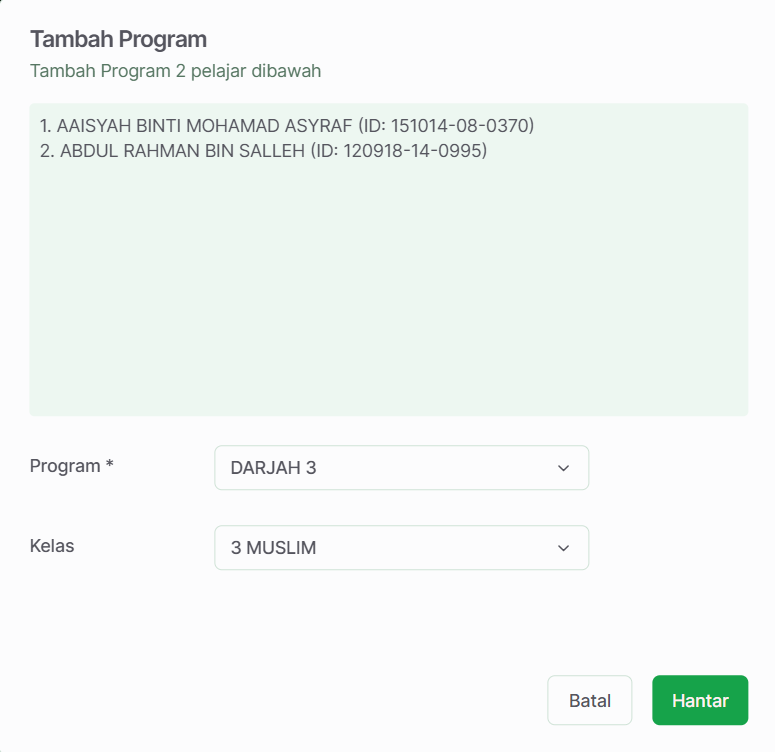 Tambah Program
Tambah Program 2 pelajar dibawah
1. AAISYAH BINTI MOHAMAD ASYRAF (ID: 151014-08-0370)
2. ABDUL RAHMAN BIN SALLEH (ID: 120918-14-0995)
Program *
DARJAH 3
Kelas
3 MUSLIM
Batal
Hantar